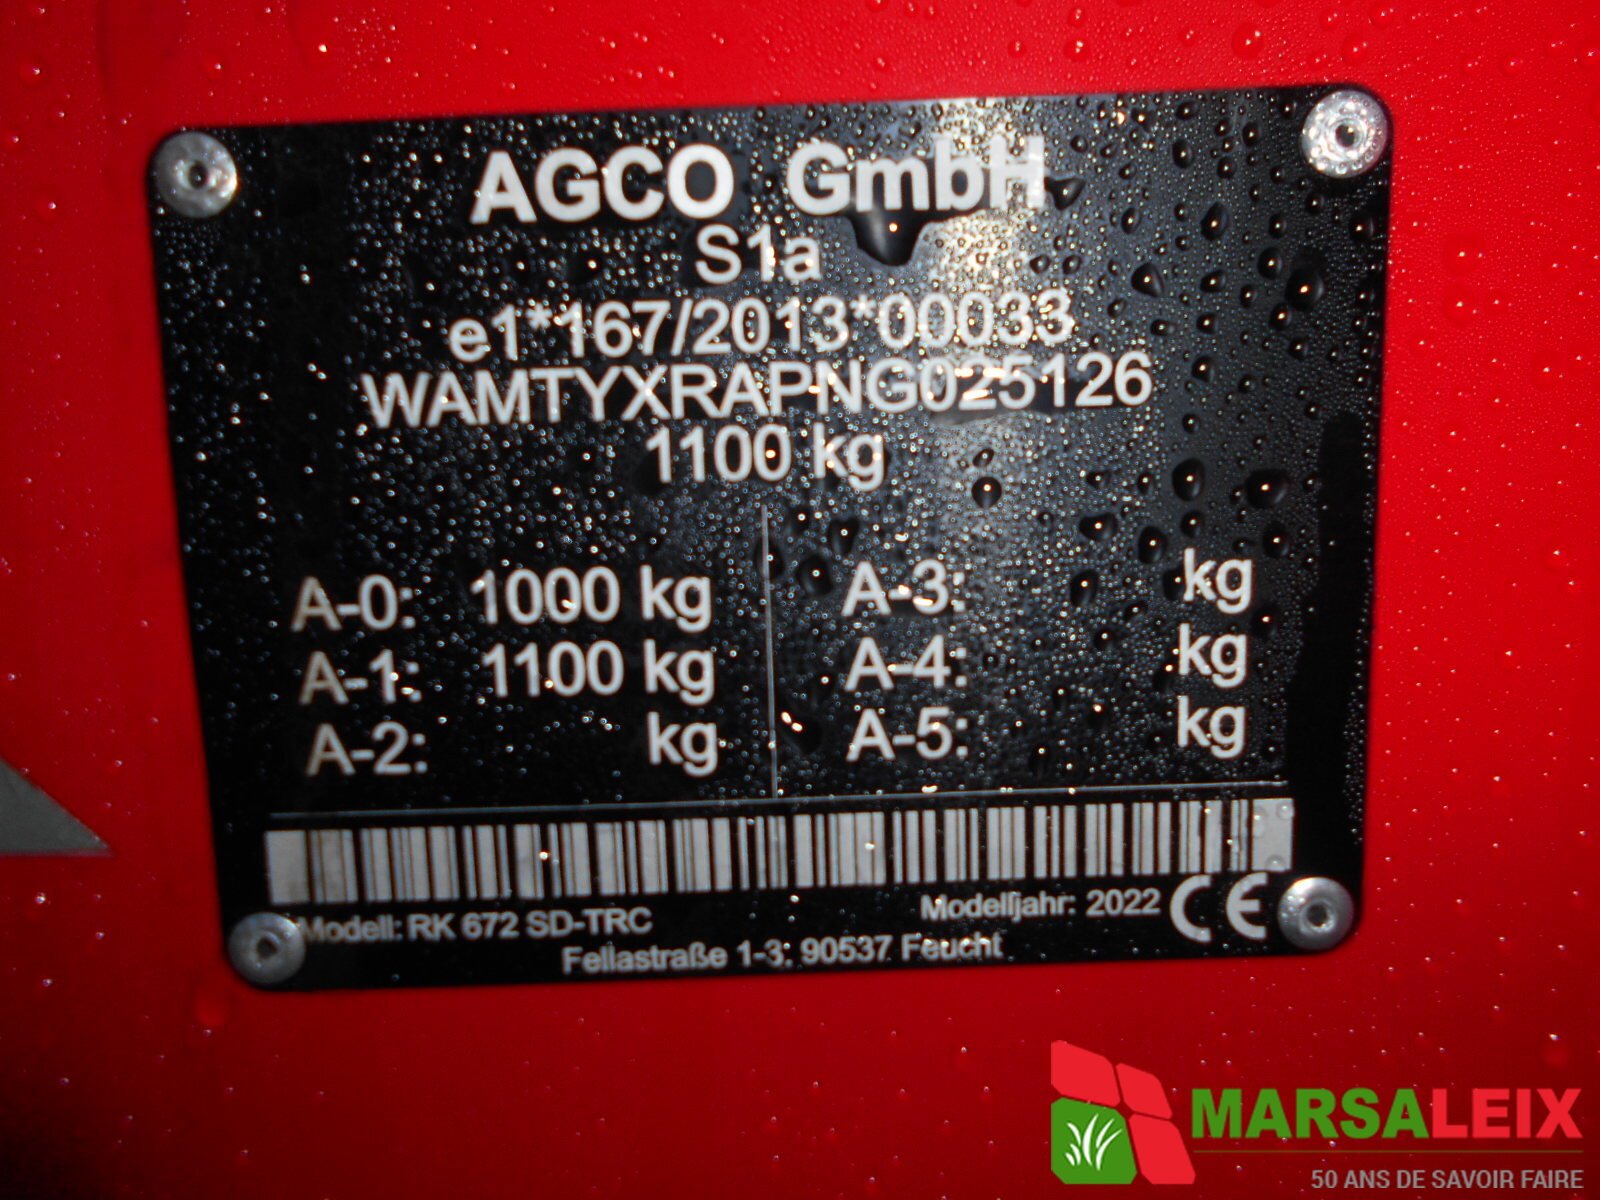 AGCO GmbH
S1a
e1*167/2013*00033
WAMTYXRAPNG025126
1100 kg
A-0: 1000 kg A-3: kg
A-1: 1100 kg A-4: kg
A-2: kg A-5: kg
Modell: RK 672 SD-TRC Modelljahr: 2022 CE
Fellastraße 1-3, 90537 Feucht
MARSALEIX
50 ANS DE SAVOIR FAIRE